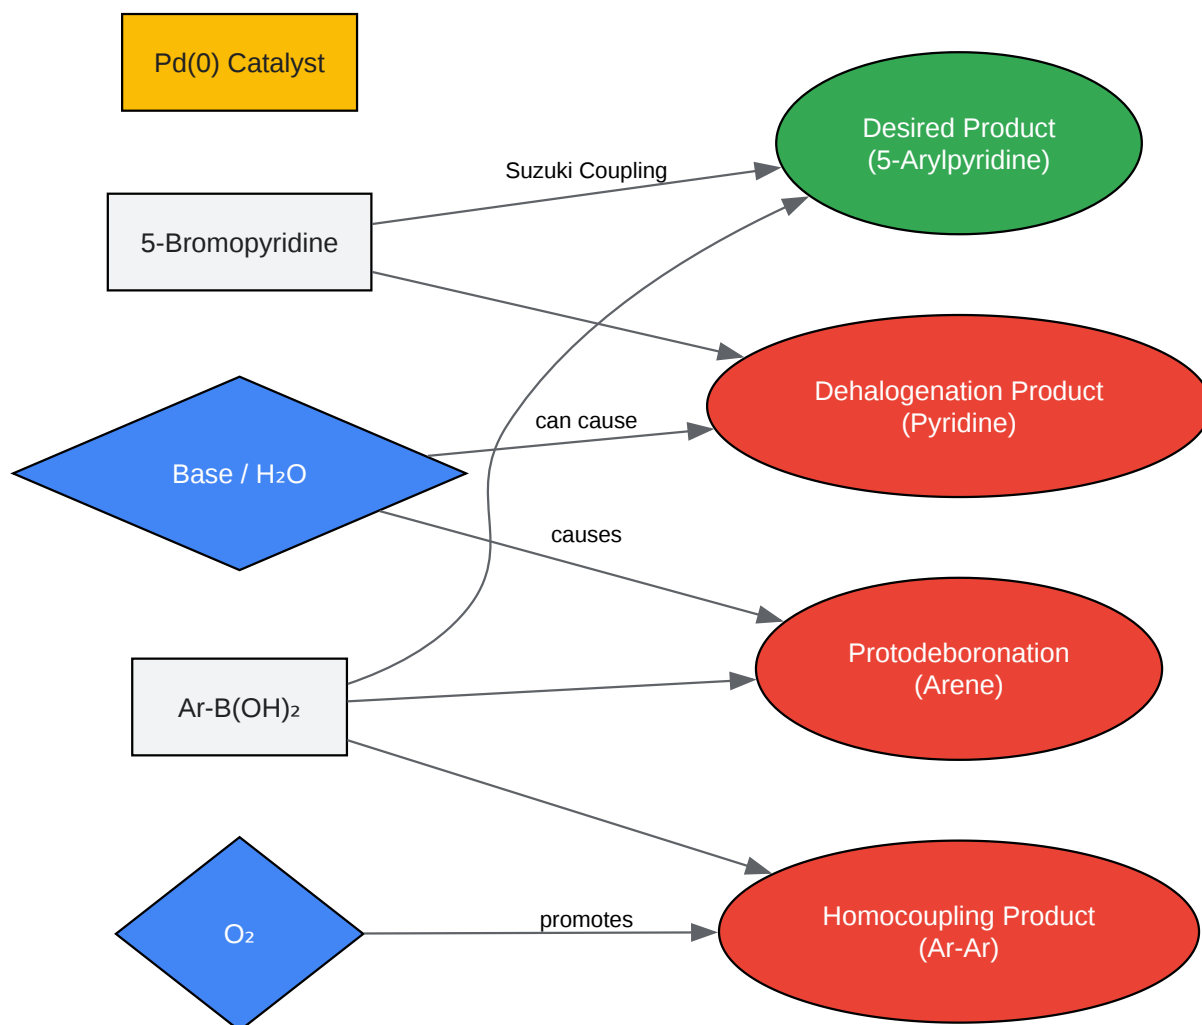 Pd(0) Catalyst
Desired Product
(5-Arylpyridine)
Suzuki Coupling
5-Bromopyridine
Dehalogenation Product
(Pyridine)
can cause
Base / H₂O
causes
Protodeboronation
(Arene)
Ar-B(OH)₂
Homocoupling Product
(Ar-Ar)
promotes
O₂